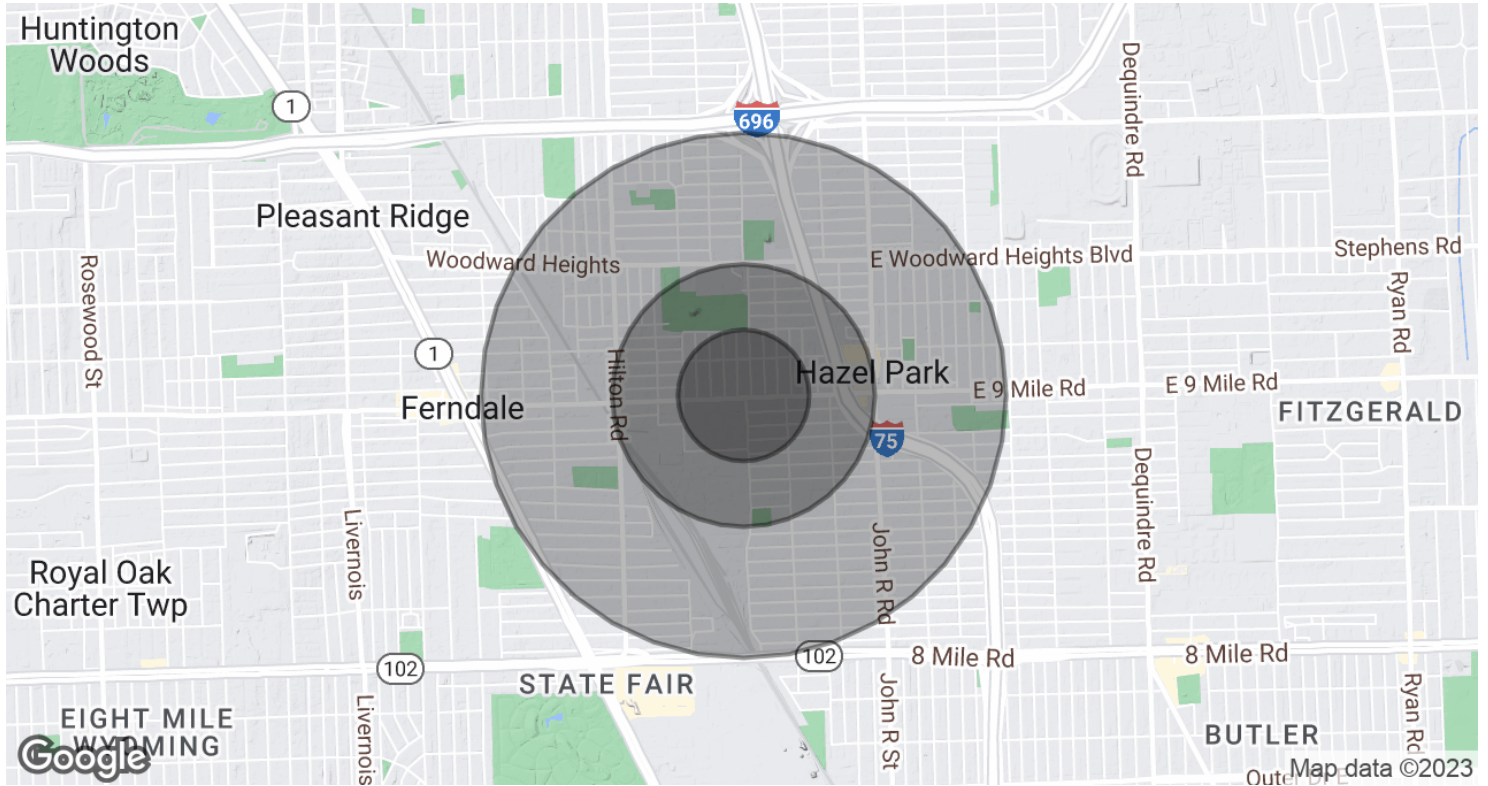 Huntington
Woods
Dequindre Rd
1
696
Pleasant Ridge
Woodward Heights
E Woodward Heights Blvd
Stephens Rd
Rosewood St
Ryan Rd
1
Hilton Rd
Hazel Park
E 9 Mile Rd
E 9 Mile Rd
Ferndale
FITZGERALD
75
Dequindre Rd
Livernois
John R Rd
Royal Oak
Charter Twp
102
8 Mile Rd
8 Mile Rd
102
STATE FAIR
John R St
Ryan Rd
Livernois
EIGHT MILE
WYOMING
BUTLER
Google
Outer Dr E
Map data ©2023